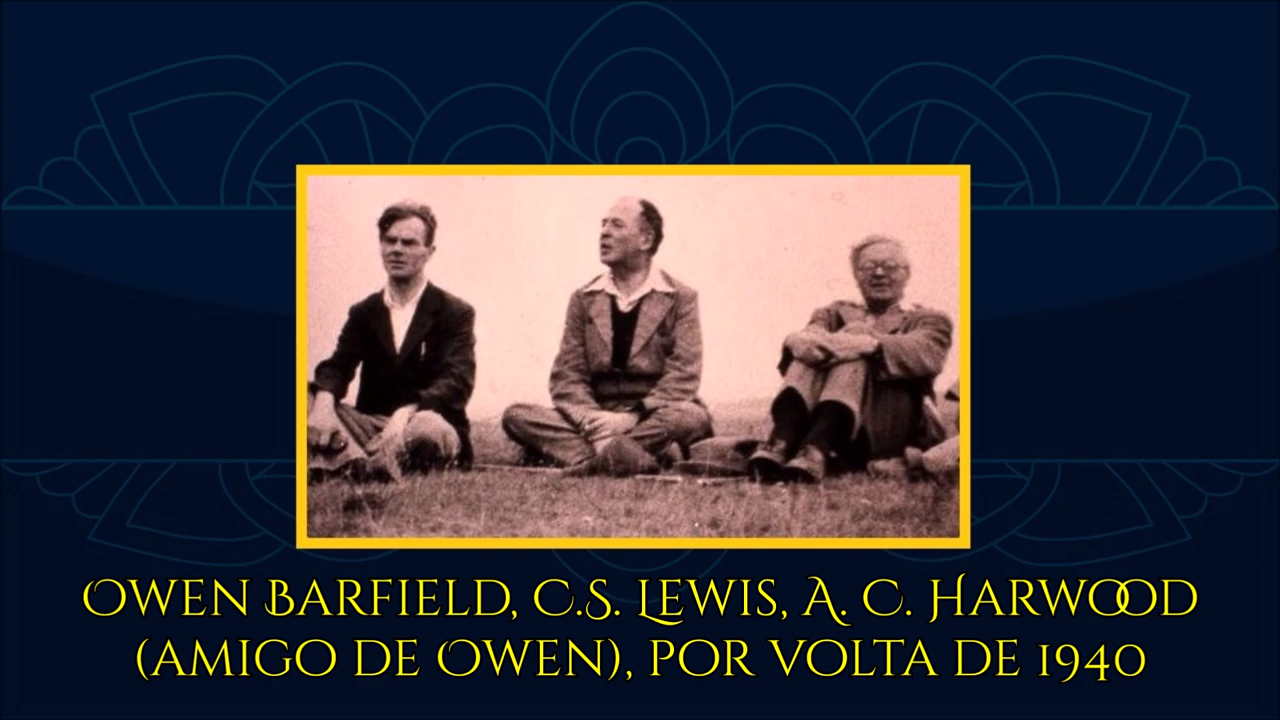 Owen Barfield, C.S. Lewis, A. C. Harwood
(amigo de Owen), por volta de 1940